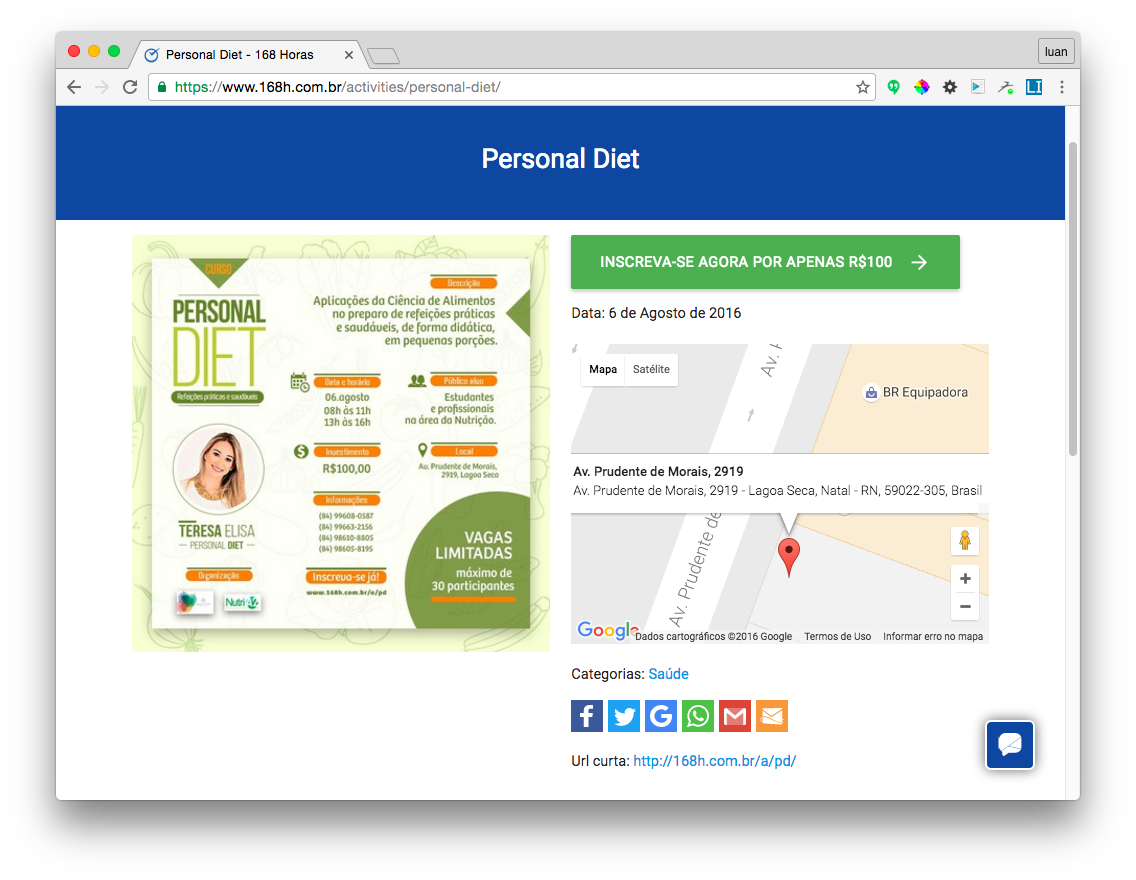 Personal Diet - 168 Horas
luan
https://www.168h.com.br/activities/personal-diet/
LI
Personal Diet
CURSO
PERSONAL
DIET
Refeições práticas e saudáveis
TERESA ELISA
PERSONAL DIET
Organização
Nutri
Descrição
Aplicações da Ciência de Alimentos
no preparo de refeições práticas
e saudáveis, de forma didática,
em pequenas porções.
Data e horário
06.agosto
08h às 11h
13h às 16h
Público alvo
Estudantes
e profissionais
na área da Nutrição.
Investimento
R$100,00
Local
Av. Prudente de Morais,
2919, Lagoa Seca
Informações
(84) 99608-0587
(84) 99663-2156
(84) 98610-8805
(84) 98605-8195
Inscreva-se já!
www.168h.com.br/a/pd
VAGAS
LIMITADAS
máximo de
30 participantes
INSCREVA-SE AGORA POR APENAS R$100
Data: 6 de Agosto de 2016
Mapa Satélite
Av. P
BR Equipadora
Av. Prudente de Morais, 2919
Av. Prudente de Morais, 2919 - Lagoa Seca, Natal - RN, 59022-305, Brasil
Av. Prudente de
Google
Dados cartográficos ©2016 Google Termos de Uso Informar erro no mapa
Categorias: Saúde
Url curta: http://168h.com.br/a/pd/